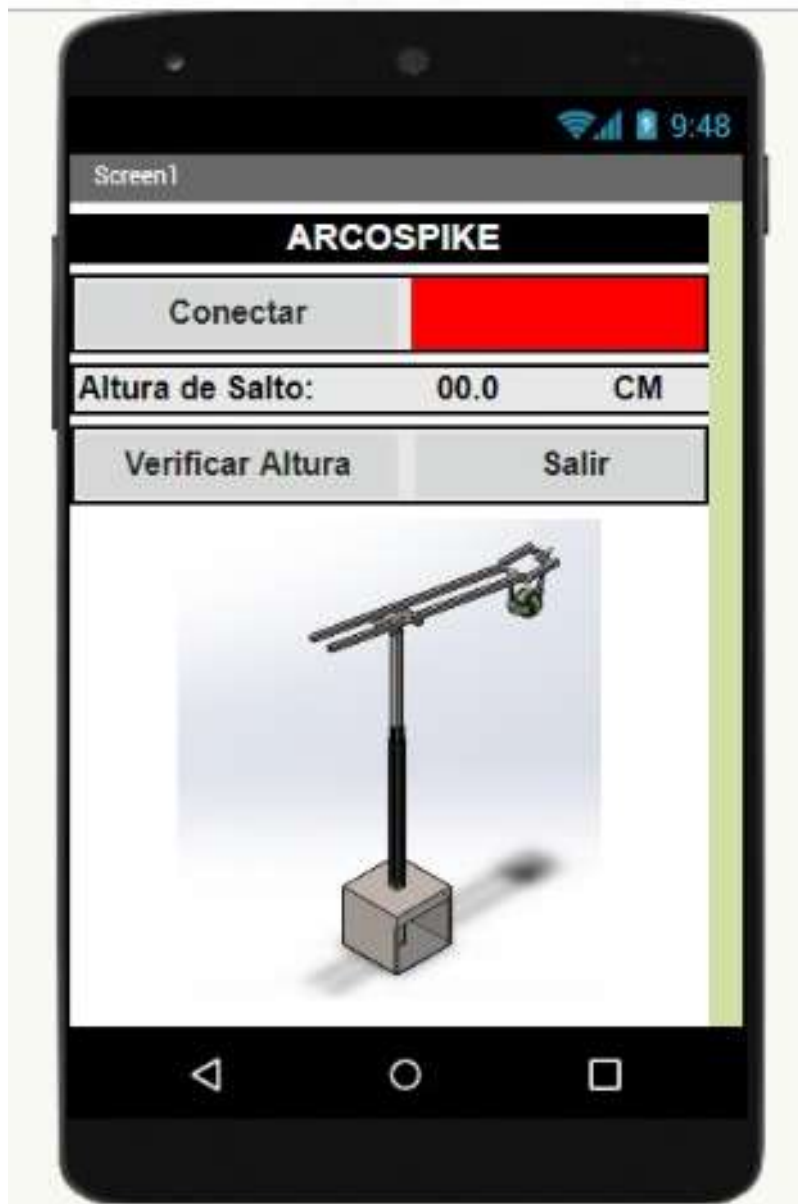 9:48
Screen1
ARCOSPIKE
Conectar
Altura de Salto: 00.0 CM
Verificar Altura Salir